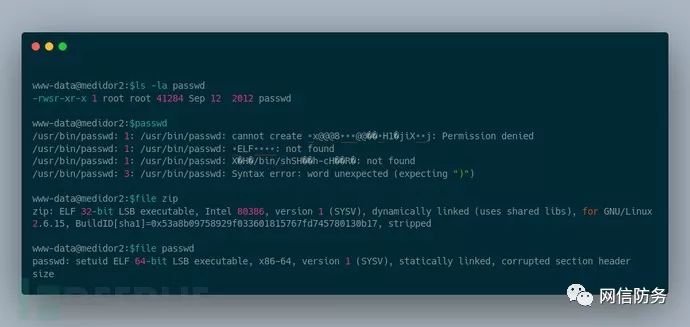 www-data@medidor2:$ls -la passwd
-rwsr-xr-x 1 root root 41284 Sep 12  2012 passwd
www-data@medidor2:$passwd
/usr/bin/passwd: 1: /usr/bin/passwd: cannot create •x@@@B•••@@��•H1�jiX••j: Permission denied
/usr/bin/passwd: 1: /usr/bin/passwd: •ELF••••: not found
/usr/bin/passwd: 1: /usr/bin/passwd: X�H�/bin/shSH��h-cH��R�: not found
/usr/bin/passwd: 3: /usr/bin/passwd: Syntax error: word unexpected (expecting ")")
www-data@medidor2:$file zip
zip: ELF 32-bit LSB executable, Intel 80386, version 1 (SYSV), dynamically linked (uses shared libs), for GNU/Linux
2.6.15, BuildID[sha1]=0x53a8b09758929f033601815767fd745780130b17, stripped
www-data@medidor2:$file passwd
passwd: setuid ELF 64-bit LSB executable, x86-64, version 1 (SYSV), statically linked, corrupted section header
size
网信防务